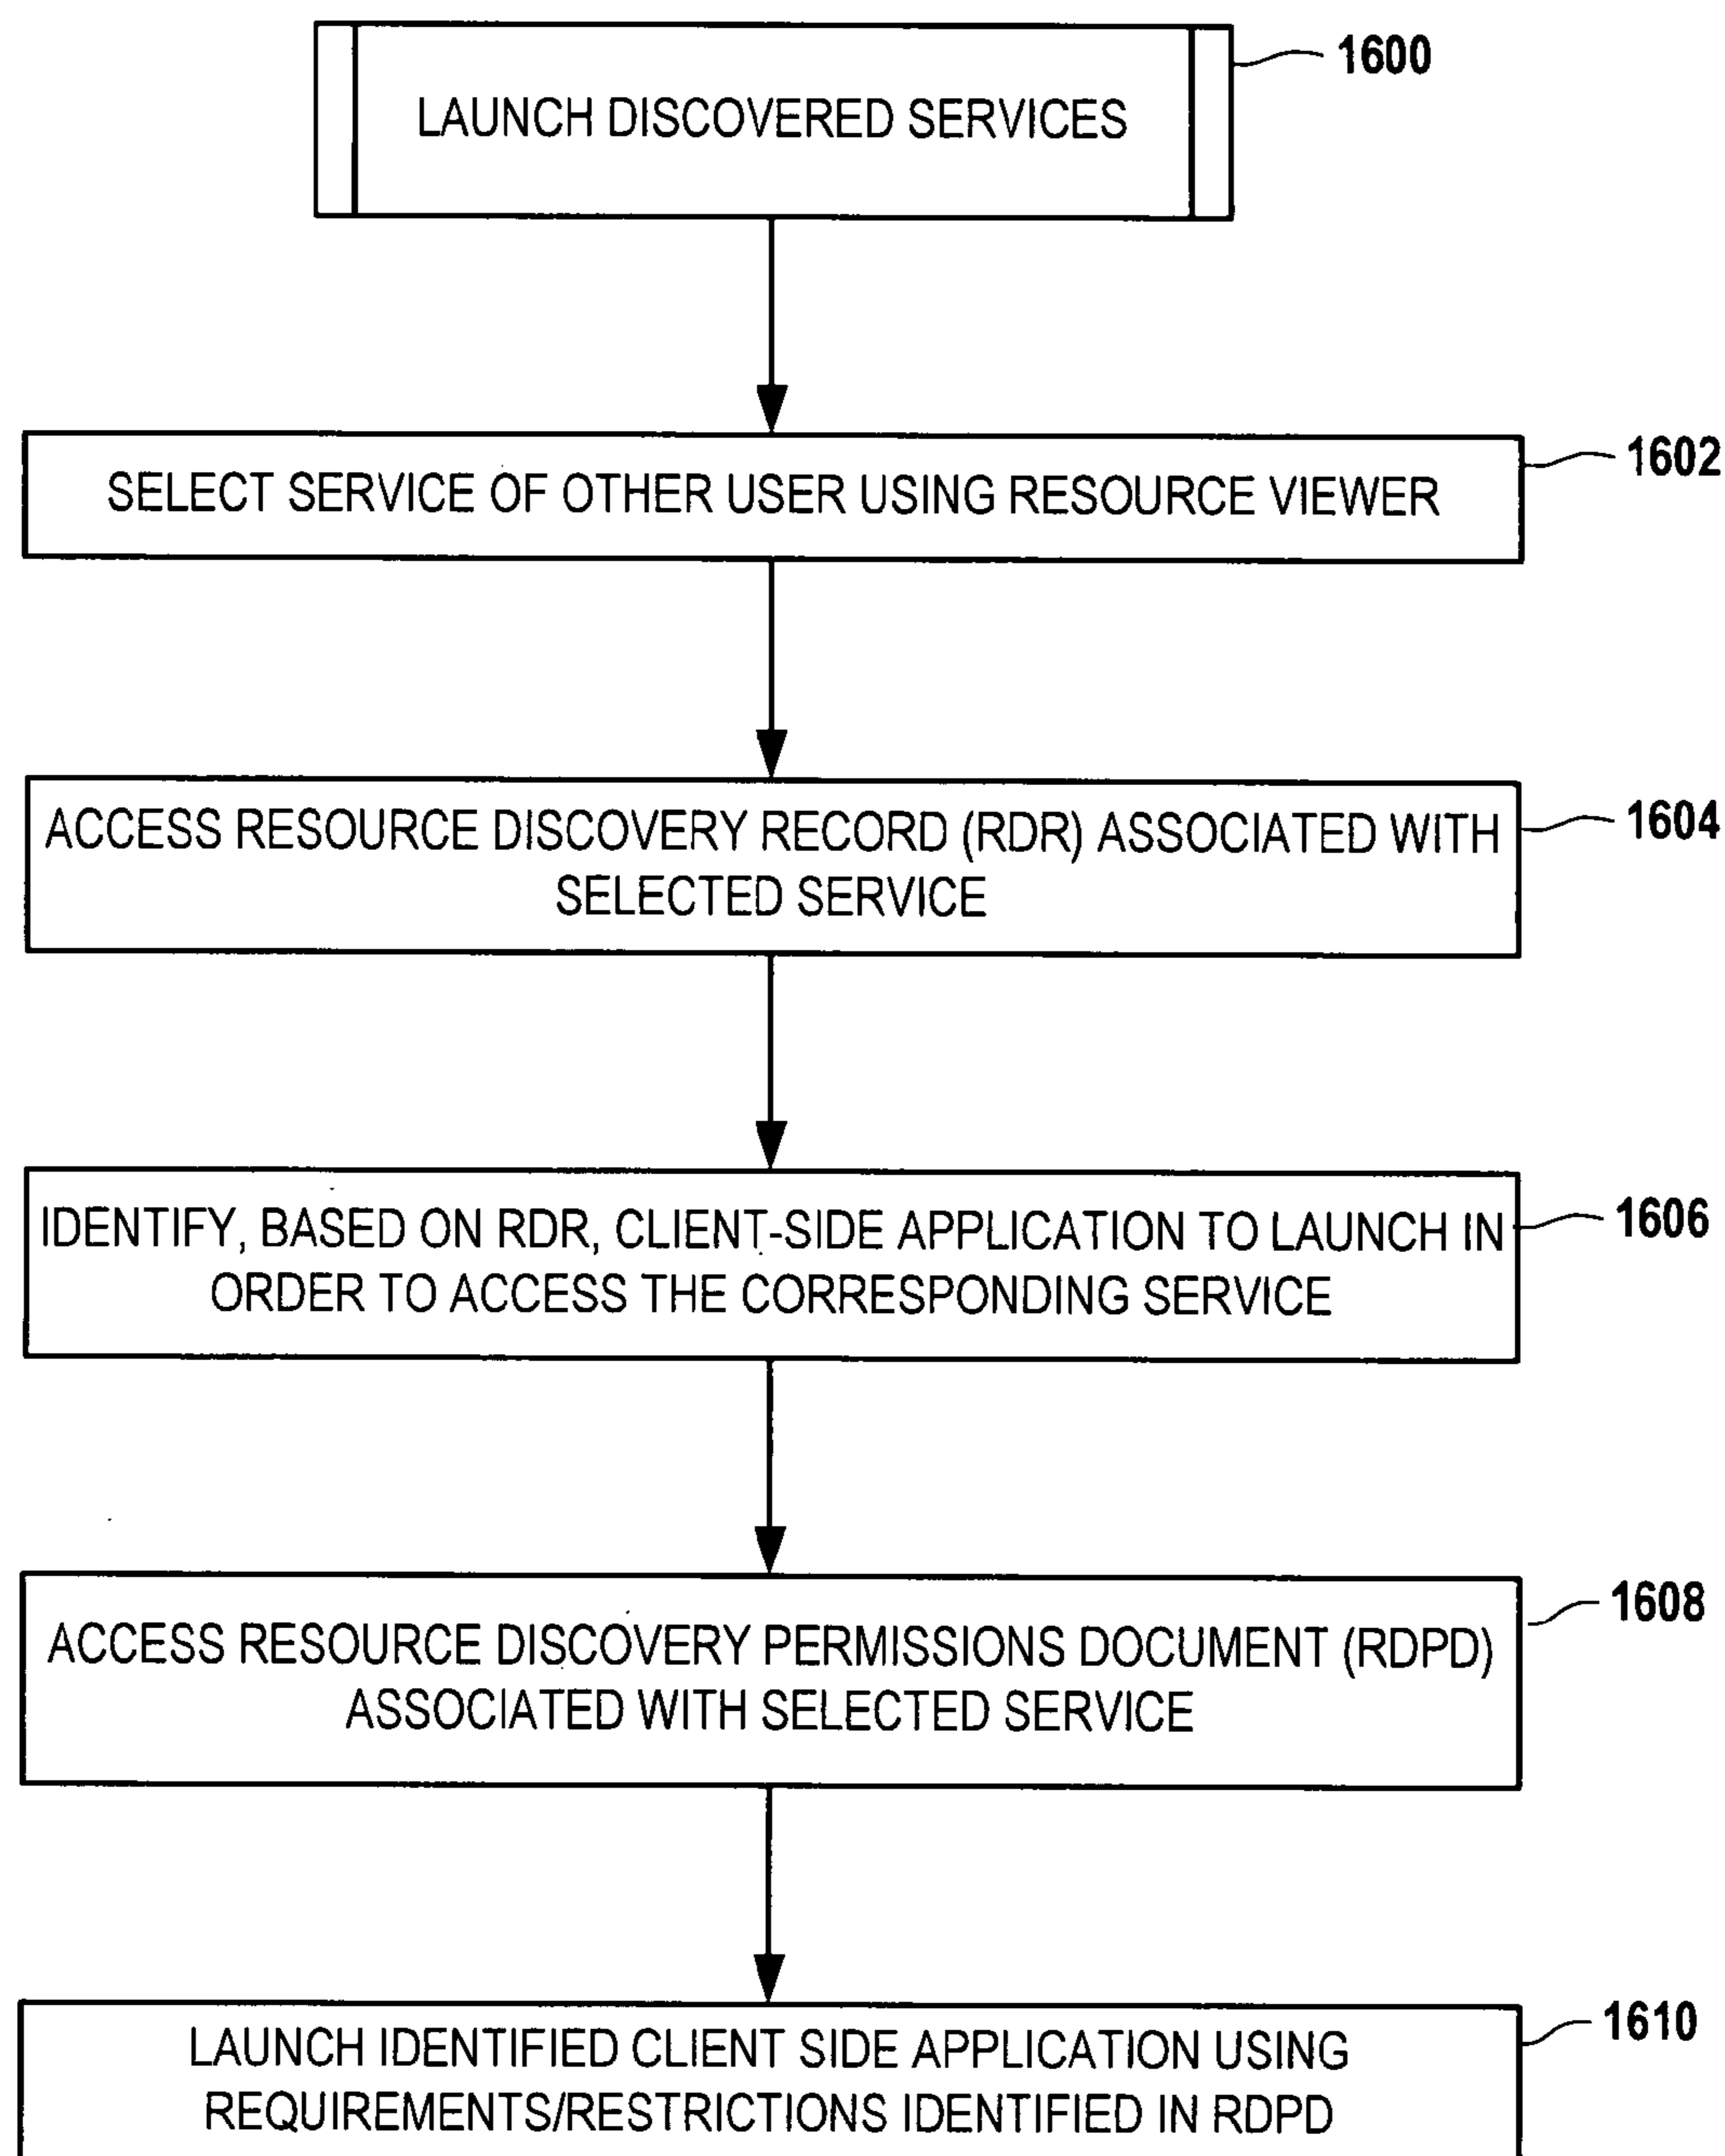 1600
LAUNCH DISCOVERED SERVICES
1602
SELECT SERVICE OF OTHER USER USING RESOURCE VIEWER
1604
ACCESS RESOURCE DISCOVERY RECORD (RDR) ASSOCIATED WITH
SELECTED SERVICE
1606
IDENTIFY, BASED ON RDR, CLIENT-SIDE APPLICATION TO LAUNCH IN
ORDER TO ACCESS THE CORRESPONDING SERVICE
1608
ACCESS RESOURCE DISCOVERY PERMISSIONS DOCUMENT (RDPD)
ASSOCIATED WITH SELECTED SERVICE
1610
LAUNCH IDENTIFIED CLIENT SIDE APPLICATION USING
REQUIREMENTS/RESTRICTIONS IDENTIFIED IN RDPD